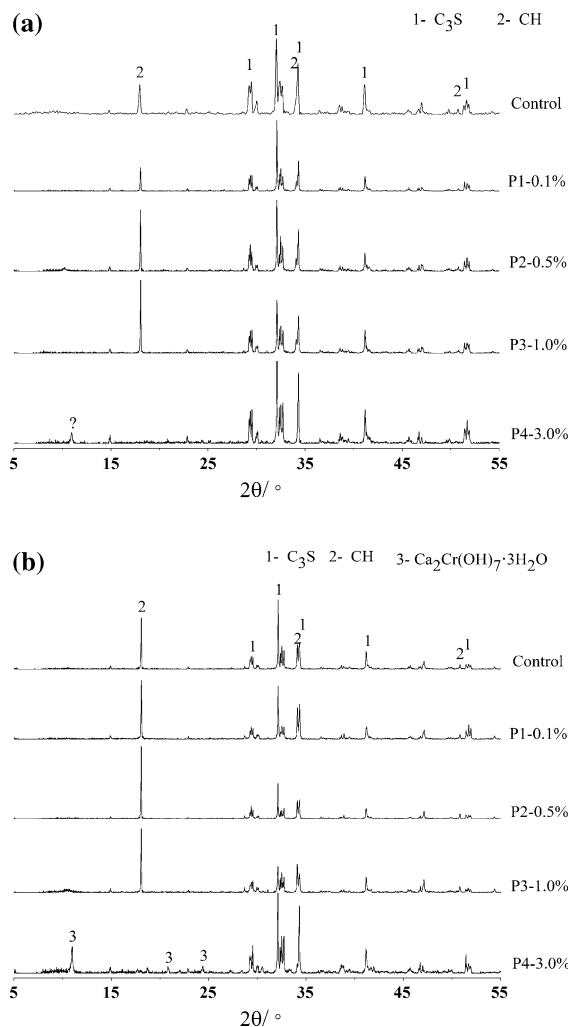 (a)
1- C₃S 2- CH
2
1
1
2
1
1
2
1
Control
P1-0.1%
P2-0.5%
P3-1.0%
?
P4-3.0%
5 15 25 35 45 55
2θ/ °
(b)
1- C₃S 2- CH 3- Ca₂Cr(OH)₇·3H₂O
2
1
1
2
1
1
2
1
Control
P1-0.1%
P2-0.5%
P3-1.0%
3
3
3
P4-3.0%
5 15 25 35 45 55
2θ/ °